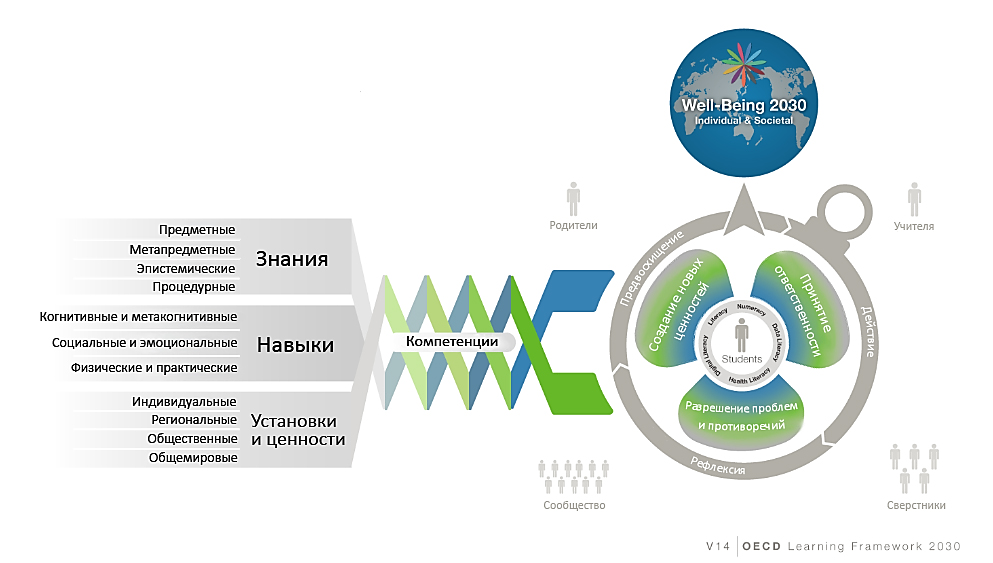 Well-Being 2030
Individual & Societal
Родители
Учителя
Предметные
Метапредметные
Эпистемические
Процедурные
Знания
Когнитивные и метакогнитивные
Социальные и эмоциональные
Физические и практические
Навыки
Индивидуальные
Региональные
Общественные
Общемировые
Установки
и ценности
Компетенции
Предвосхищение
Действие
Рефлексия
Создание новых
ценностей
Принятие
ответственности
Разрешение проблем
и противоречий
Literacy
Numeracy
Data Literacy
Health Literacy
Digital Literacy
Students
Сообщество
Сверстники
V14 OECD Learning Framework 2030